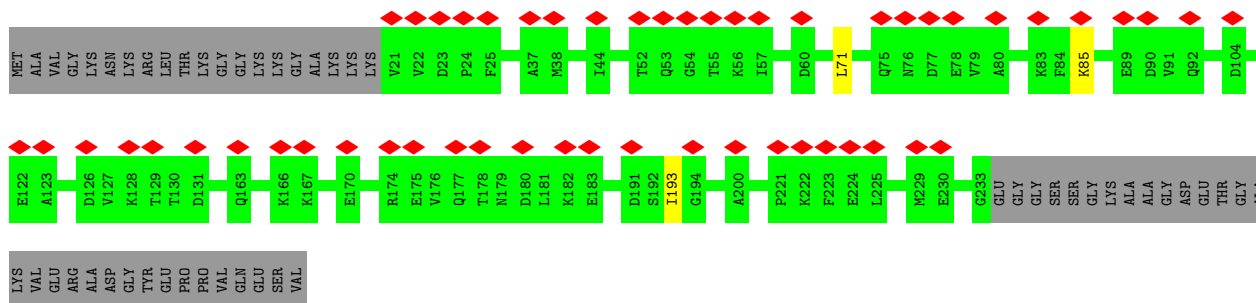 MET ALA VAL GLY LYS ASN LYS ARG LEU THR LYS GLY GLY LYS LYS GLY ALA LYS LYS LYS V21 V22 D23 P24 F25 A37 M38 I44 T52 Q53 G54 T55 K56 I57 D60 L71 Q75 N76 D77 E78 V79 A80 K83 F84 K85 E89 D90 V91 Q92 D104
E122 A123 D126 V127 K128 T129 T130 D131 Q163 K166 K167 E170 R174 E175 V176 Q177 T178 N179 D180 L181 K182 E183 D191 S192 I193 G194 A200 P221 K222 F223 E224 L225 M229 E230 G233 GLU GLY GLY SER SER GLY LYS ALA ALA GLY ASP GLU THR GLY
LYS VAL GLU ARG ALA ASP GLY TYR GLU PRO PRO VAL GLN GLU SER VAL